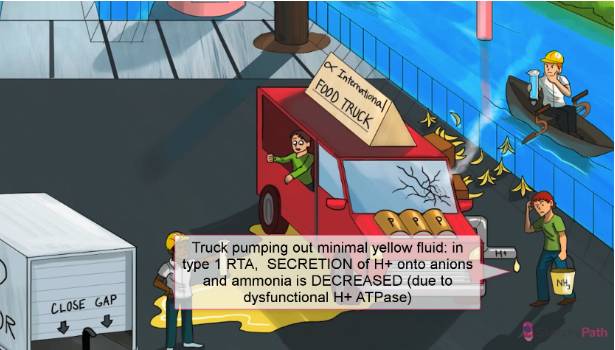 ∝ International
FOOD TRUCK
P P P
H+
NH3
CLOSE GAP
OR
Truck pumping out minimal yellow fluid: in
type 1 RTA, SECRETION of H+ onto anions
and ammonia is DECREASED (due to
dysfunctional H+ ATPase)
Path